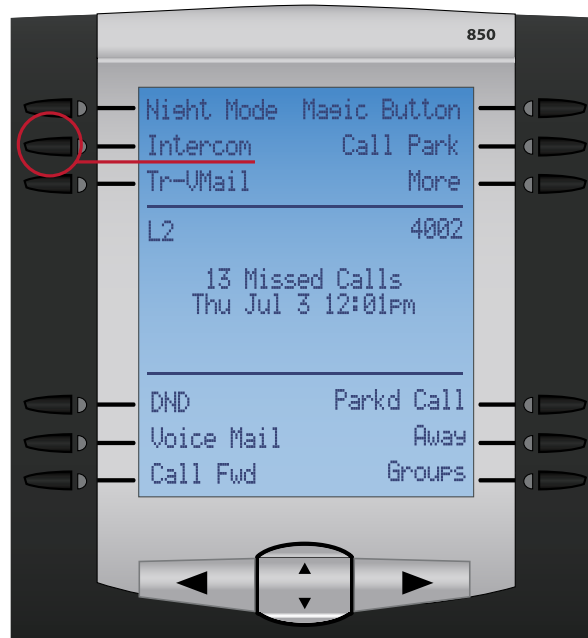 850
Night Mode Magic Button
Intercom Call Park
Tr-VMail More
L2 4002
13 Missed Calls
Thu Jul 3 12:01pm
DND Parkd Call
Voice Mail Away
Call Fwd Groups